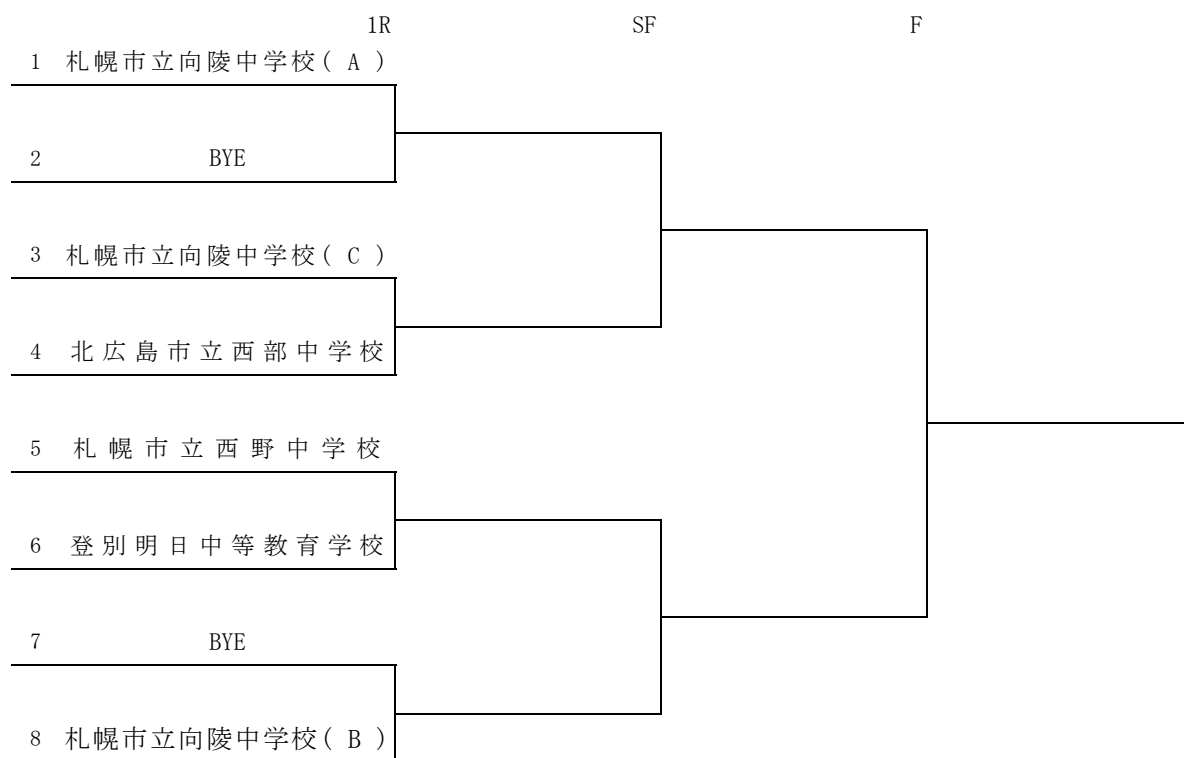 1R SF F
1 札幌市立向陵中学校( A )
2 BYE
3 札幌市立向陵中学校( C )
4 北広島市立西部中学校
5 札幌市立西野中学校
6 登別明日中等教育学校
7 BYE
8 札幌市立向陵中学校( B )